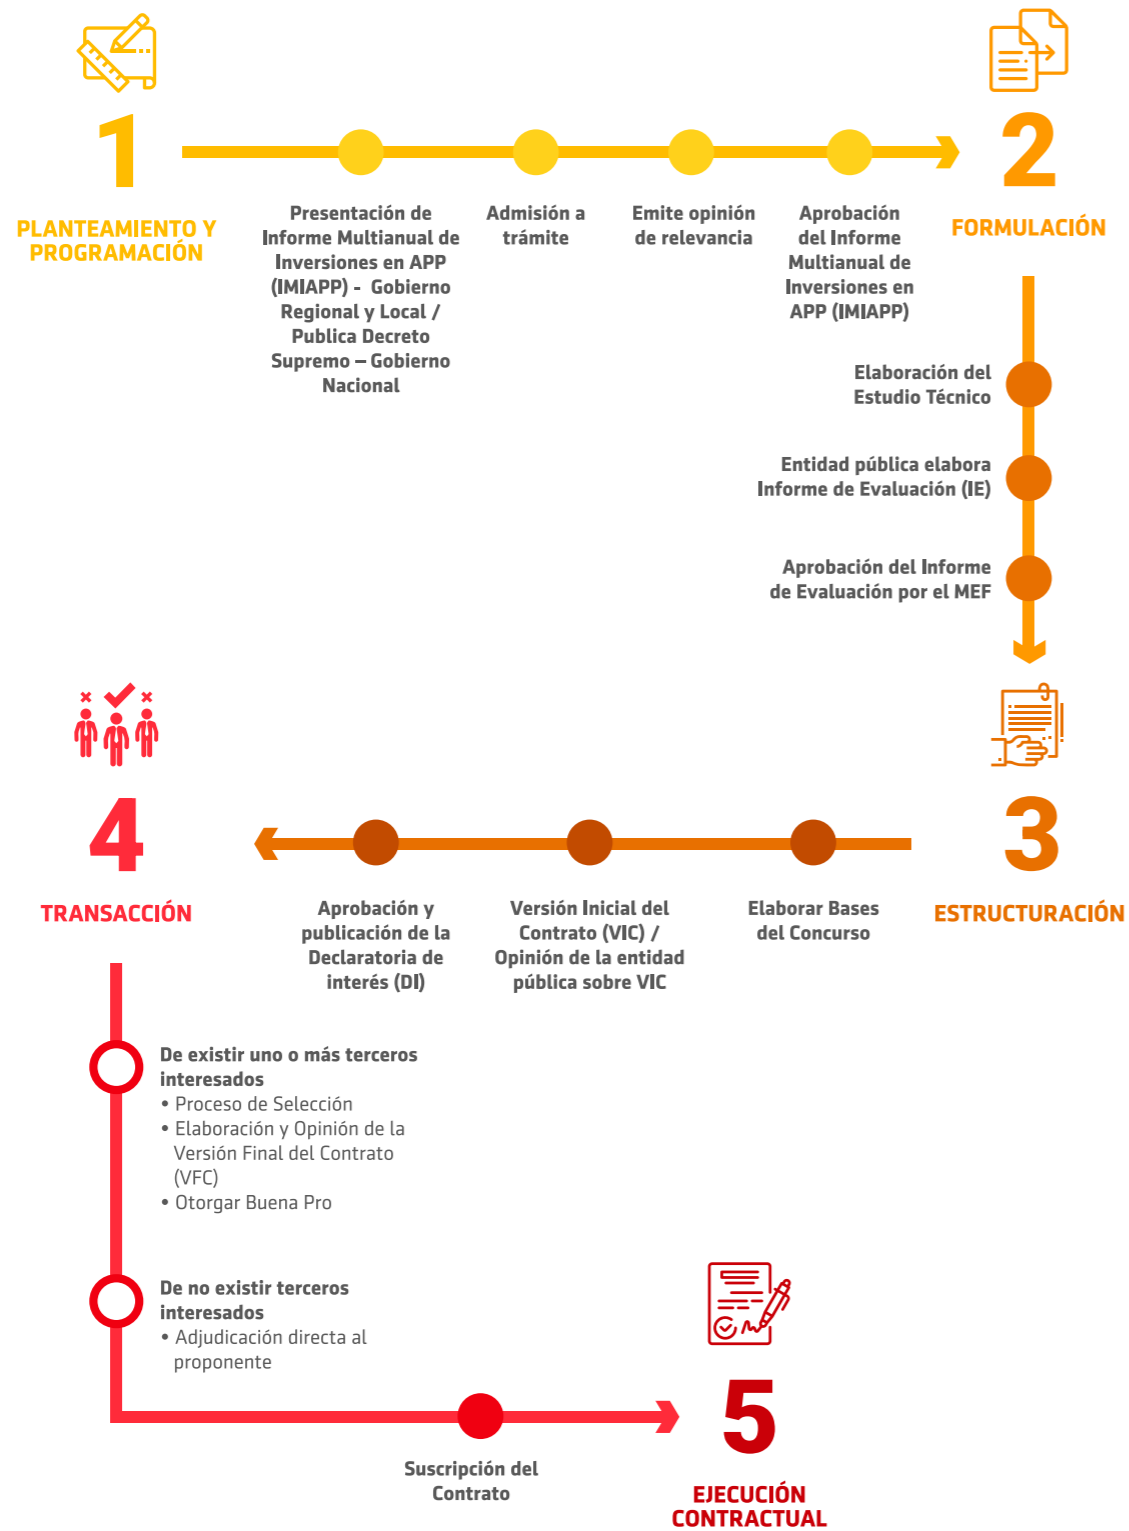 1
PLANTEAMIENTO Y
PROGRAMACIÓN
Presentación de
Informe Multianual de
Inversiones en APP
(IMIAPP) - Gobierno
Regional y Local /
Publica Decreto
Supremo – Gobierno
Nacional
Admisión a
trámite
Emite opinión
de relevancia
Aprobación
del Informe
Multianual de
Inversiones en
APP (IMIAPP)
2
FORMULACIÓN
Elaboración del
Estudio Técnico
Entidad pública elabora
Informe de Evaluación (IE)
Aprobación del Informe
de Evaluación por el MEF
3
ESTRUCTURACIÓN
Elaborar Bases
del Concurso
Versión Inicial del
Contrato (VIC) /
Opinión de la entidad
pública sobre VIC
Aprobación y
publicación de la
Declaratoria de
interés (DI)
4
TRANSACCIÓN
De existir uno o más terceros
interesados
• Proceso de Selección
• Elaboración y Opinión de la
Versión Final del Contrato
(VFC)
• Otorgar Buena Pro
De no existir terceros
interesados
• Adjudicación directa al
proponente
Suscripción del
Contrato
5
EJECUCIÓN
CONTRACTUAL